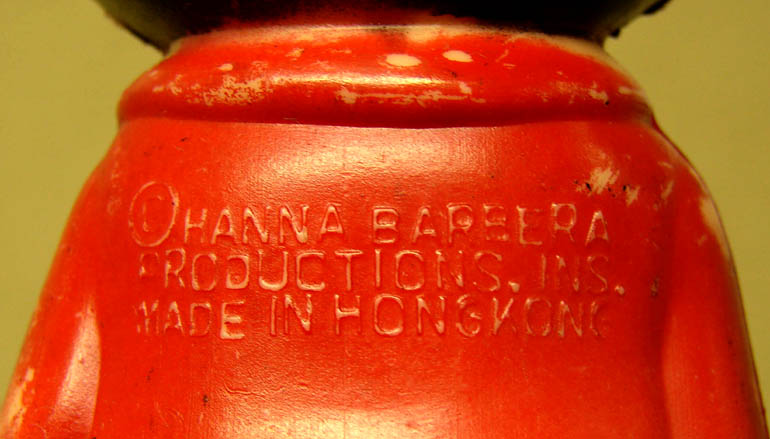 ©HANNA BARBERA
PRODUCTIONS, INS.
MADE IN HONGKONG